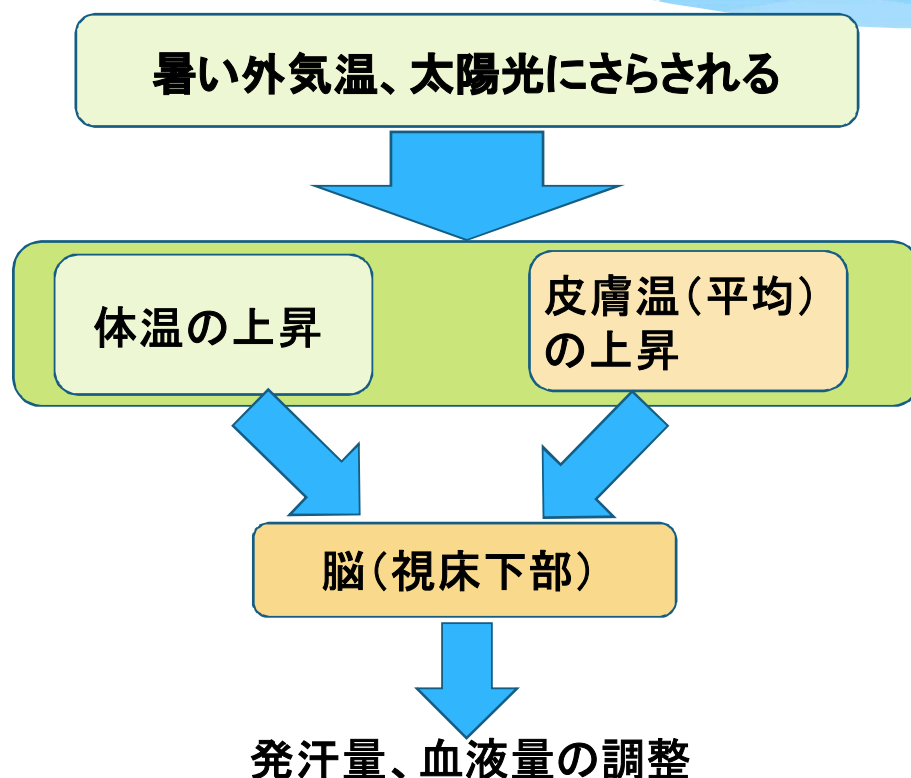 暑い外気温、太陽光にさらされる
体温の上昇
皮膚温（平均）
の上昇
脳（視床下部）
発汗量、血液量の調整